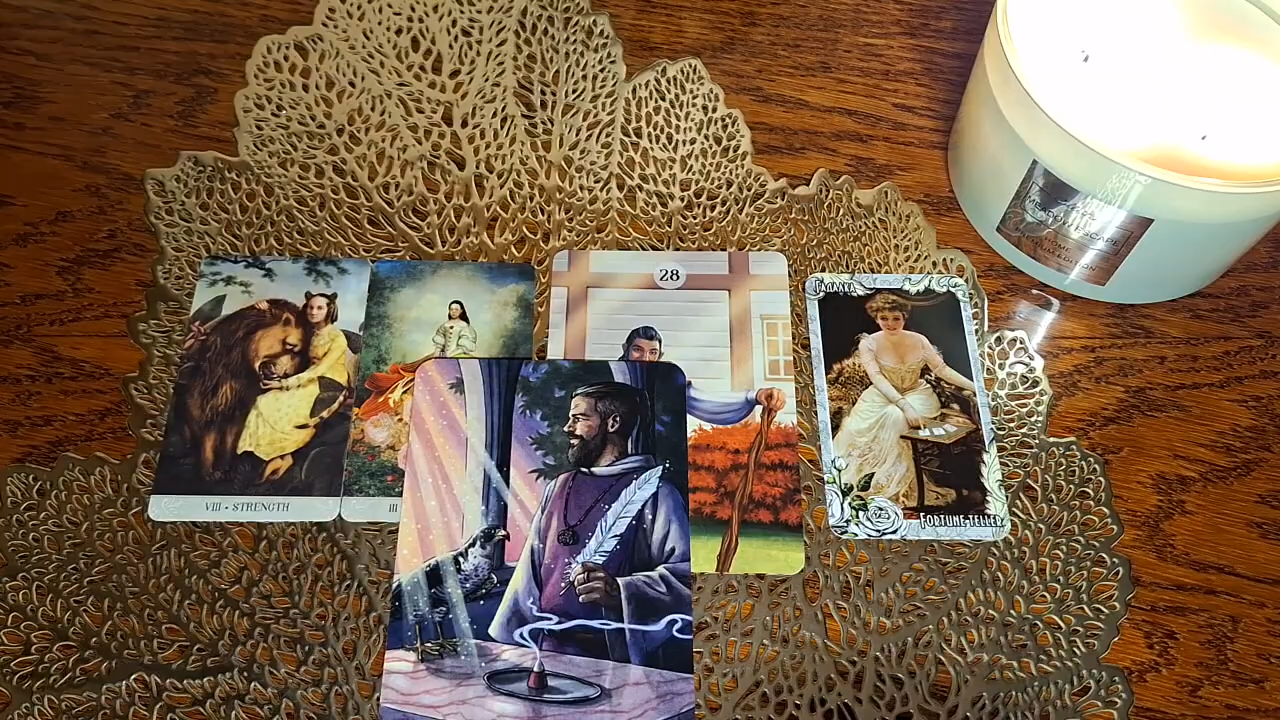 VIII • STRENGTH
III
28
ГАДАЛКА
FORTUNE-TELLER
MEADOW ESCAPE
HOME